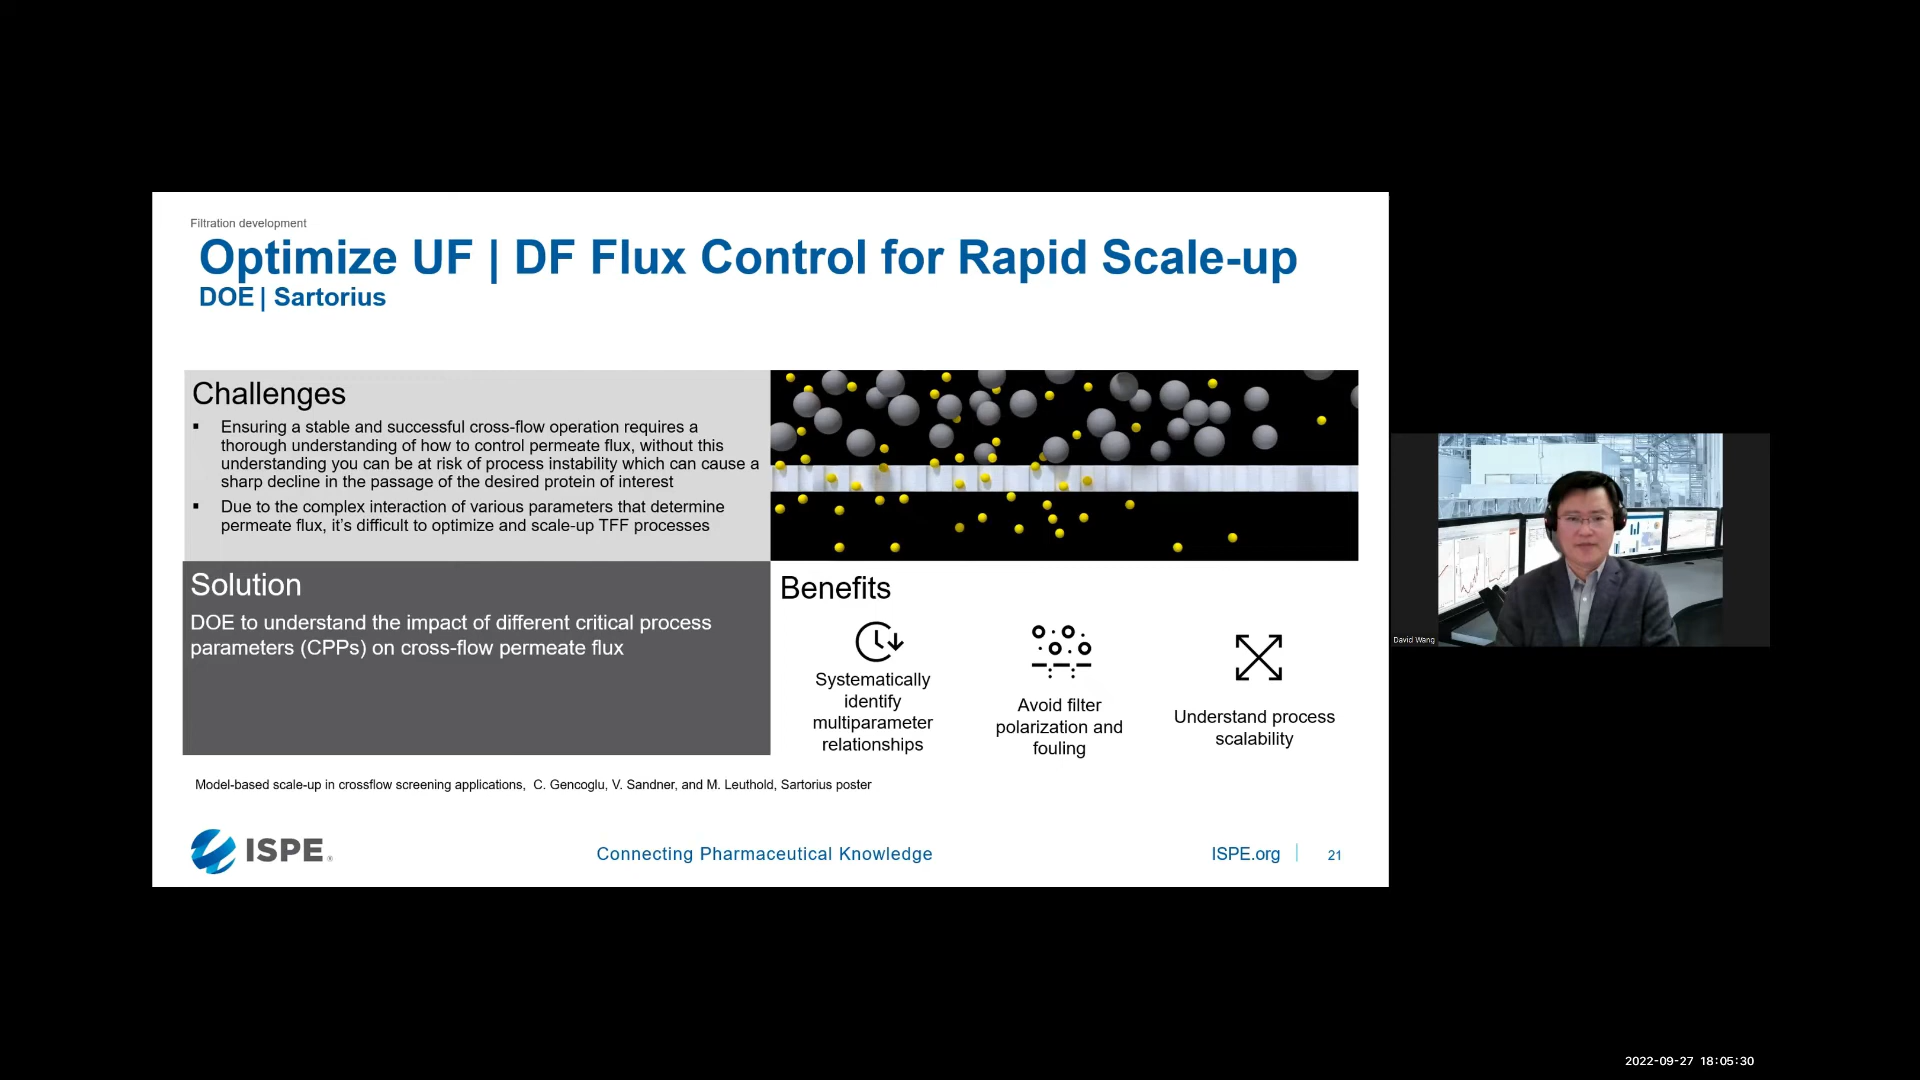 Filtration development
Optimize UF | DF Flux Control for Rapid Scale-up
DOE | Sartorius
Challenges
▪ Ensuring a stable and successful cross-flow operation requires a
thorough understanding of how to control permeate flux, without this
understanding you can be at risk of process instability which can cause a
sharp decline in the passage of the desired protein of interest
▪ Due to the complex interaction of various parameters that determine
permeate flux, it’s difficult to optimize and scale-up TFF processes
Solution
DOE to understand the impact of different critical process
parameters (CPPs) on cross-flow permeate flux
Benefits
Systematically
identify
multiparameter
relationships
Avoid filter
polarization and
fouling
Understand process
scalability
Model-based scale-up in crossflow screening applications, C. Gencoglu, V. Sandner, and M. Leuthold, Sartorius poster
ISPE®
Connecting Pharmaceutical Knowledge
ISPE.org | 21
David Wang
2022-09-27 18:05:30